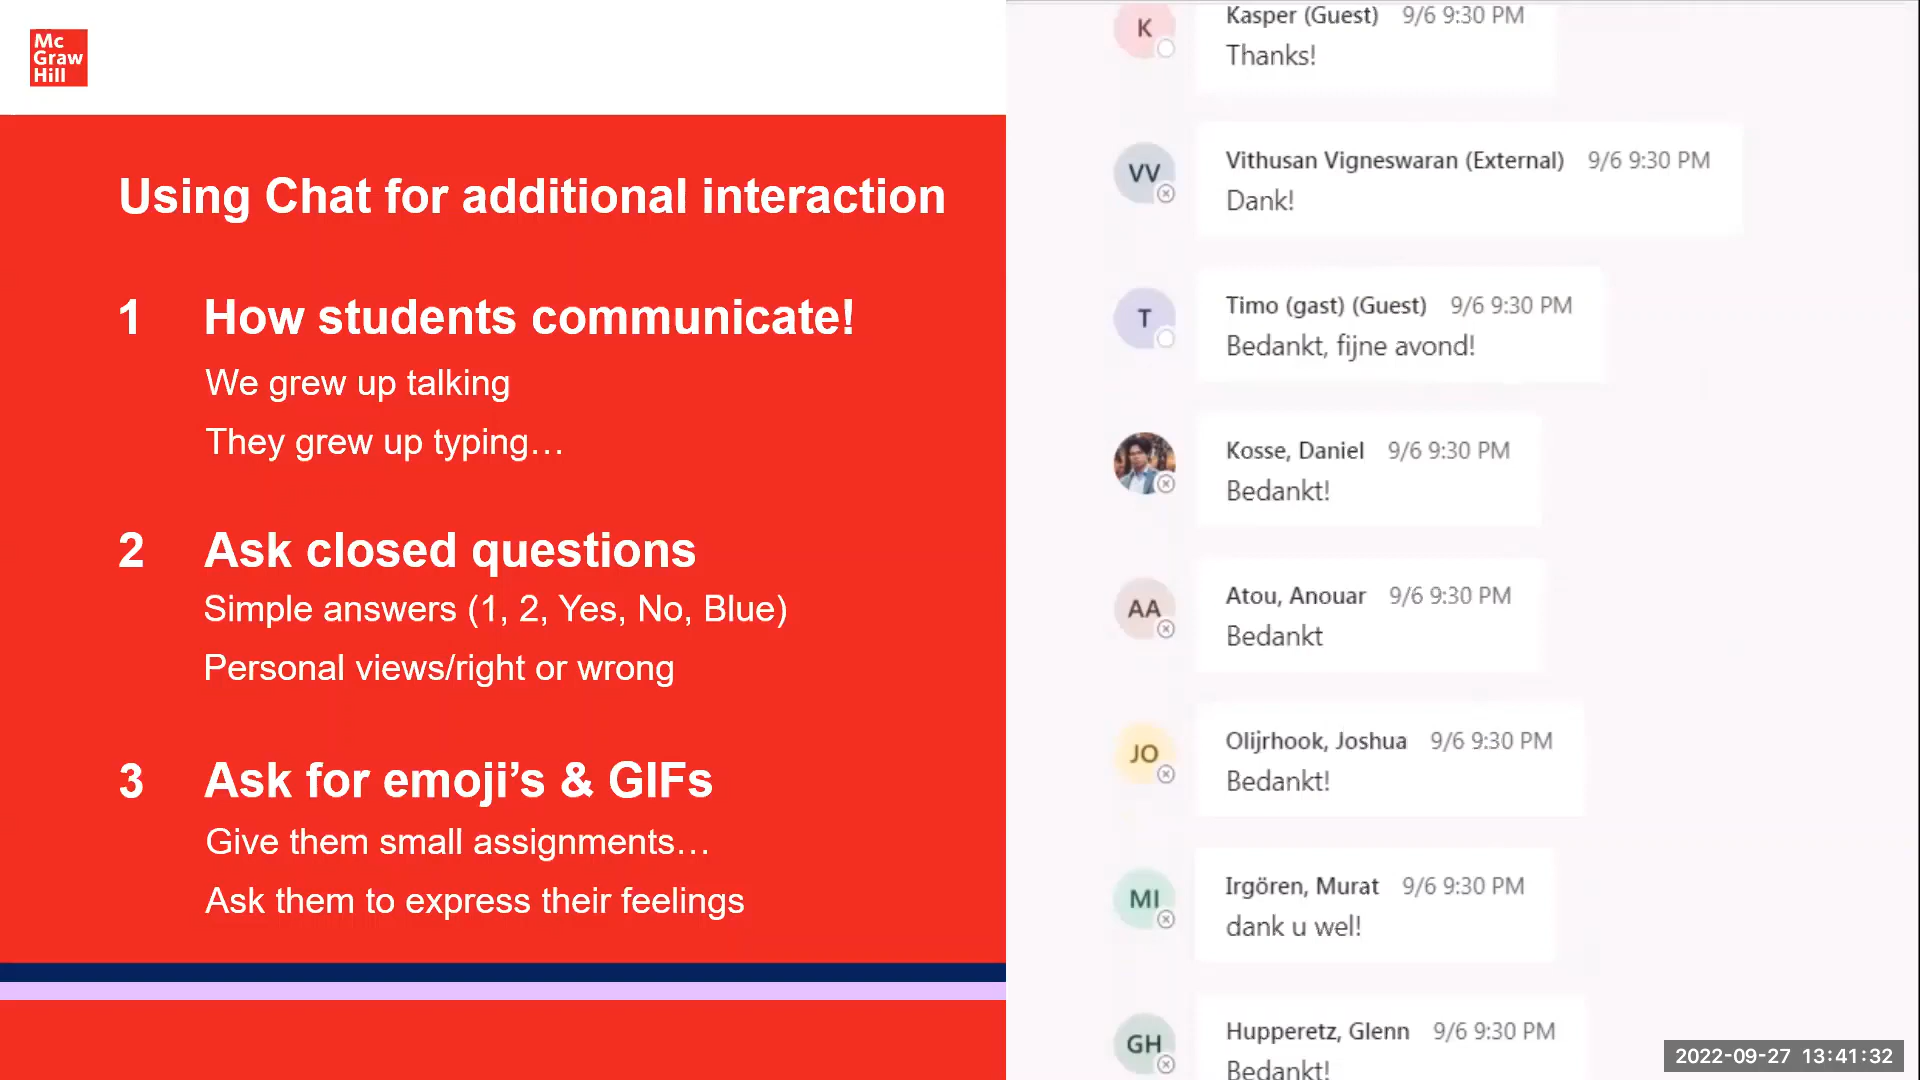 Mc
Graw
Hill
Using Chat for additional interaction
1 How students communicate!
We grew up talking
They grew up typing…
2 Ask closed questions
Simple answers (1, 2, Yes, No, Blue)
Personal views/right or wrong
3 Ask for emoji’s & GIFs
Give them small assignments…
Ask them to express their feelings
K
Kasper (Guest) 9/6 9:30 PM
Thanks!
VV
Vithusan Vigneswaran (External) 9/6 9:30 PM
Dank!
T
Timo (gast) (Guest) 9/6 9:30 PM
Bedankt, fijne avond!
Kosse, Daniel 9/6 9:30 PM
Bedankt!
AA
Atou, Anouar 9/6 9:30 PM
Bedankt
JO
Olijrhook, Joshua 9/6 9:30 PM
Bedankt!
MI
Irgören, Murat 9/6 9:30 PM
dank u wel!
GH
Hupperetz, Glenn 9/6 9:30 PM
Bedankt!
2022-09-27 13:41:32